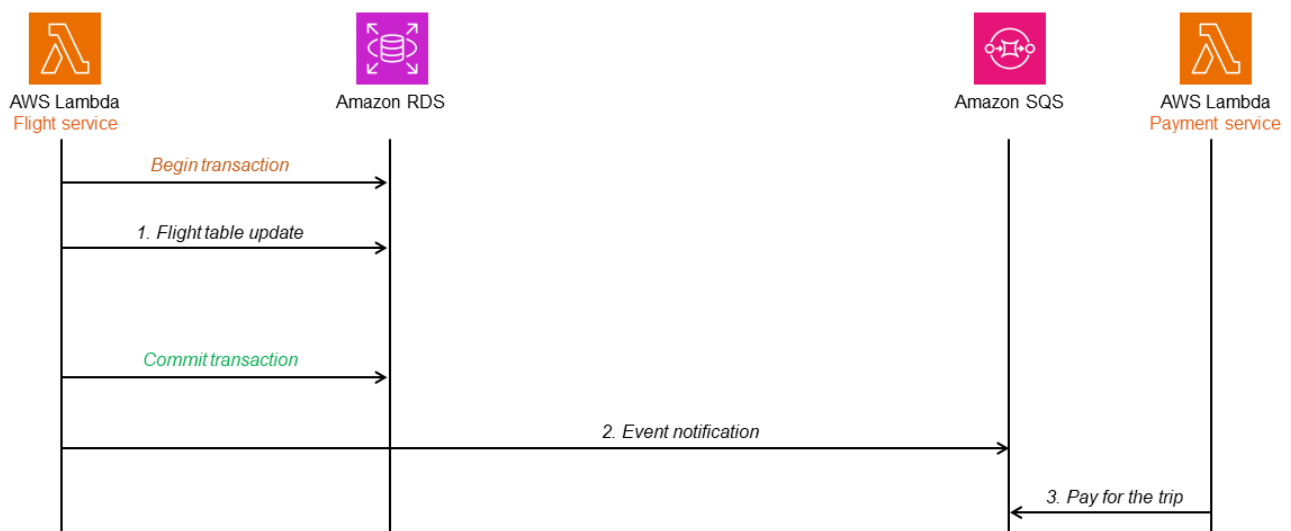 AWS Lambda
Flight service
Amazon RDS
Amazon SQS
AWS Lambda
Payment service
Begin transaction
1. Flight table update
Commit transaction
2. Event notification
3. Pay for the trip